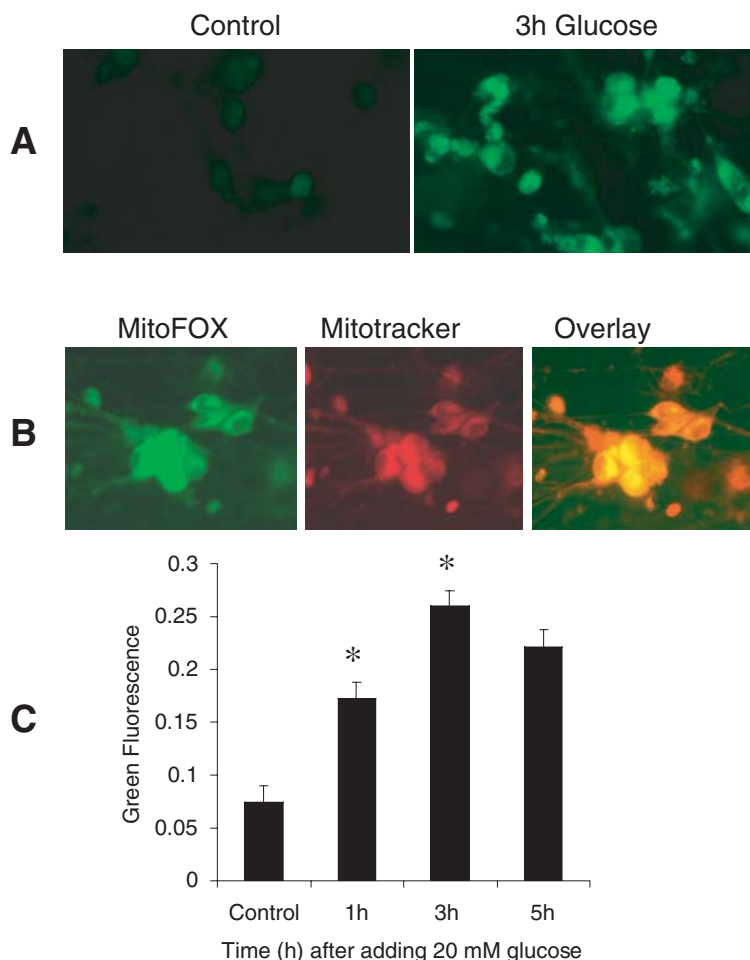 Control 3h Glucose
A
MitoFOX Mitotracker Overlay
B
C
Green Fluorescence
0.3
0.25
0.2
0.15
0.1
0.05
0
* *
Control 1h 3h 5h
Time (h) after adding 20 mM glucose